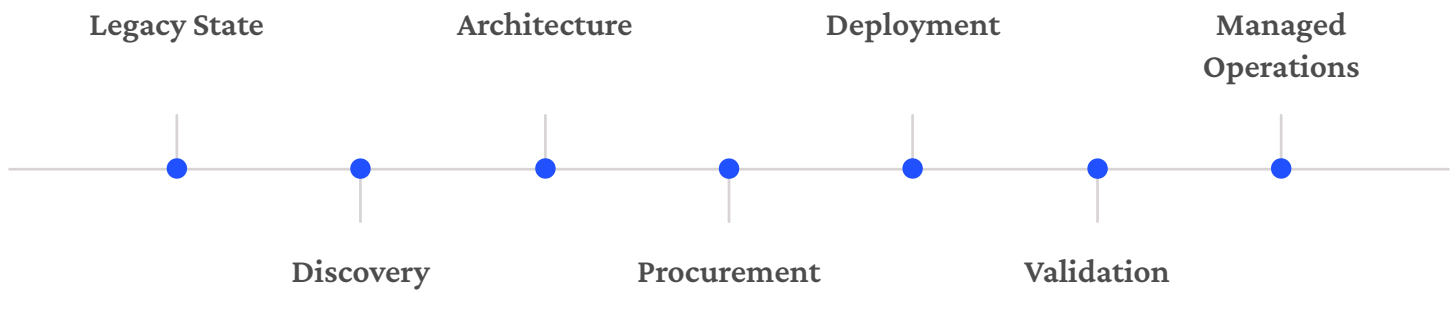 Legacy State
Discovery
Architecture
Procurement
Deployment
Validation
Managed
Operations